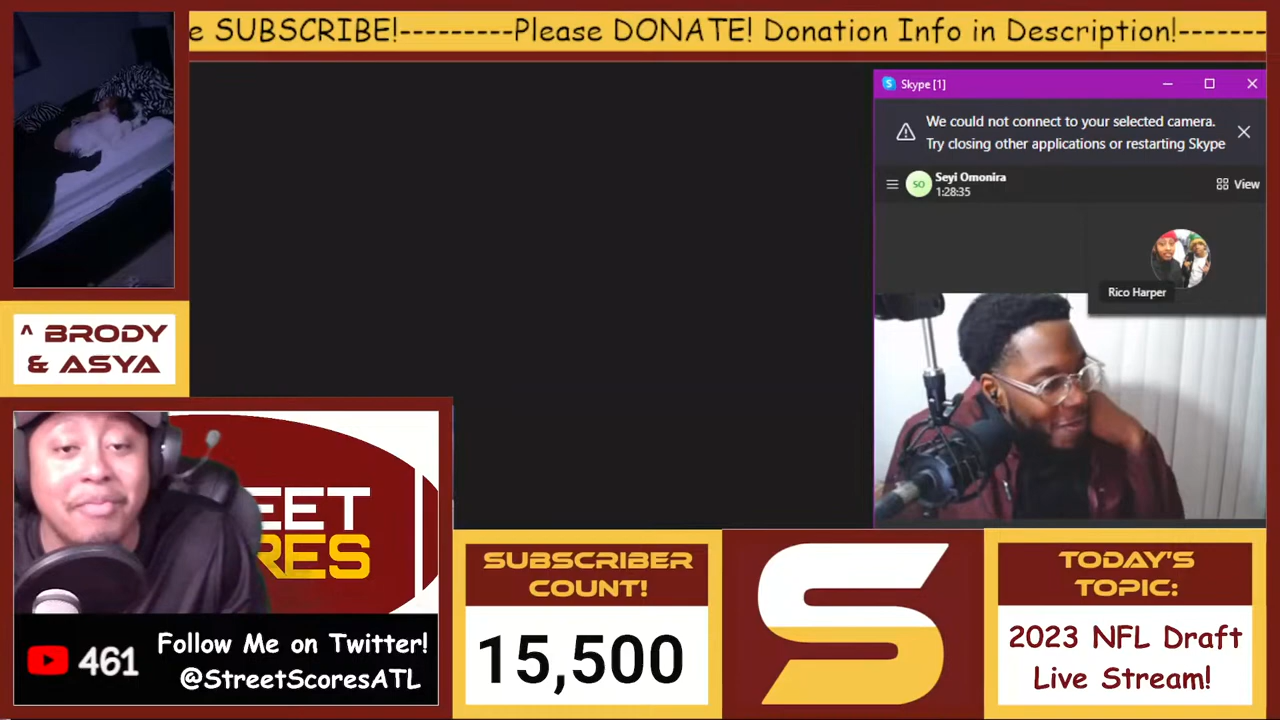 e SUBSCRIBE!---------Please DONATE! Donation Info in Description!-------
Skype [1]
We could not connect to your selected camera.
Try closing other applications or restarting Skype
SO
Seyi Omonira
1:28:35
View
Rico Harper
^ BRODY
& ASYA
EET
RES
461
Follow Me on Twitter!
@StreetScoresATL
SUBSCRIBER
COUNT!
15,500
S
TODAY'S
TOPIC:
2023 NFL Draft
Live Stream!